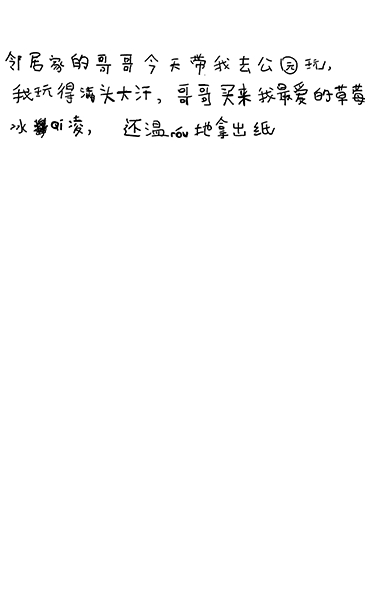 邻居家的哥哥今天带我去公园玩,
我玩得满头大汗,哥哥买来我最爱的草莓
冰qí凌,还温róu地拿出纸